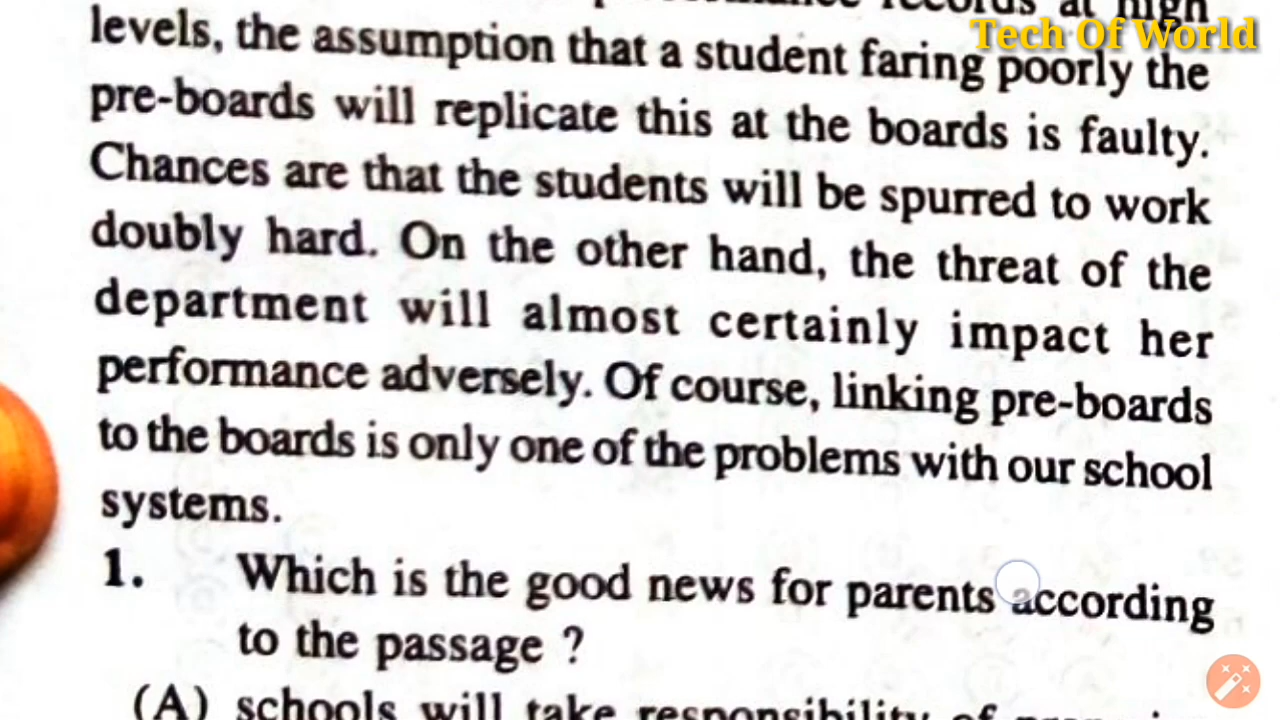 records at high
Tech Of World
levels, the assumption that a student faring poorly the
pre-boards will replicate this at the boards is faulty.
Chances are that the students will be spurred to work
doubly hard. On the other hand, the threat of the
department will almost certainly impact her
performance adversely. Of course, linking pre-boards
to the boards is only one of the problems with our school
systems.
1. Which is the good news for parents according
to the passage ?
(A) schools will take responsibility of